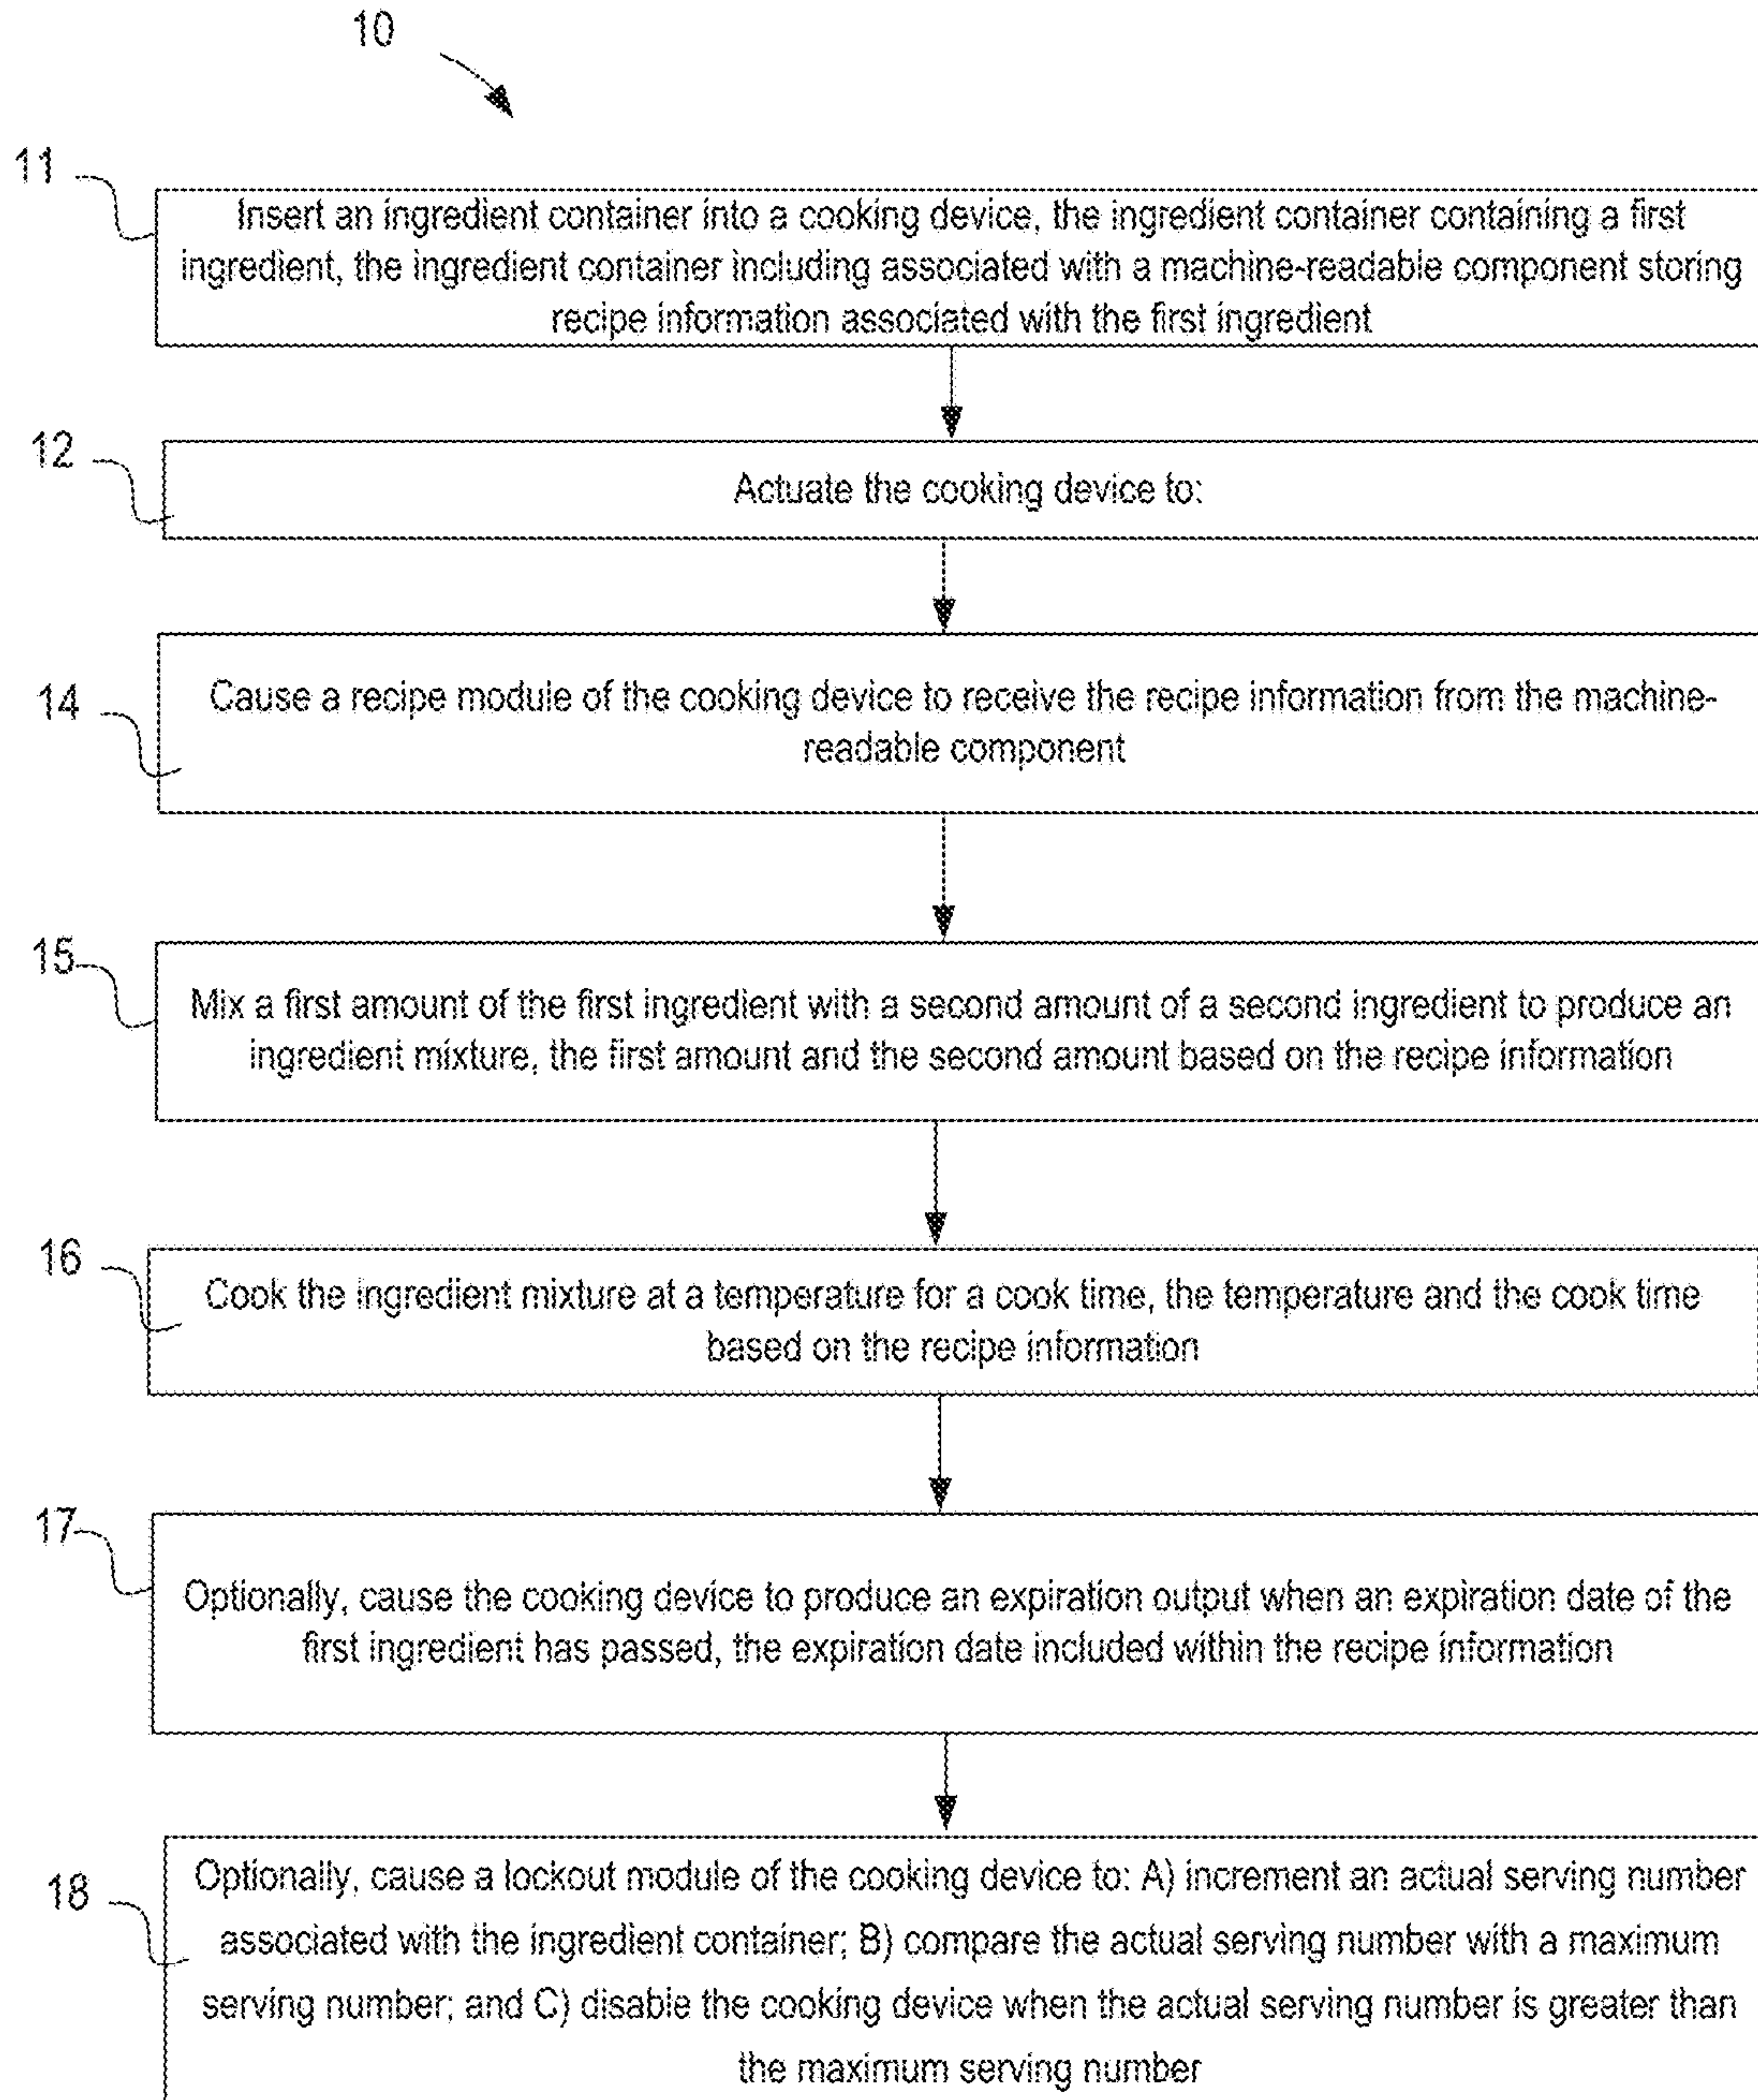 10
11
Insert an ingredient container into a cooking device, the ingredient container containing a first
ingredient, the ingredient container including associated with a machine-readable component storing
recipe information associated with the first ingredient
12
Actuate the cooking device to:
14
Cause a recipe module of the cooking device to receive the recipe information from the machine-
readable component
15
Mix a first amount of the first ingredient with a second amount of a second ingredient to produce an
ingredient mixture, the first amount and the second amount based on the recipe information
16
Cook the ingredient mixture at a temperature for a cook time, the temperature and the cook time
based on the recipe information
17
Optionally, cause the cooking device to produce an expiration output when an expiration date of the
first ingredient has passed, the expiration date included within the recipe information
18
Optionally, cause a lockout module of the cooking device to: A) increment an actual serving number
associated with the ingredient container; B) compare the actual serving number with a maximum
serving number; and C) disable the cooking device when the actual serving number is greater than
the maximum serving number